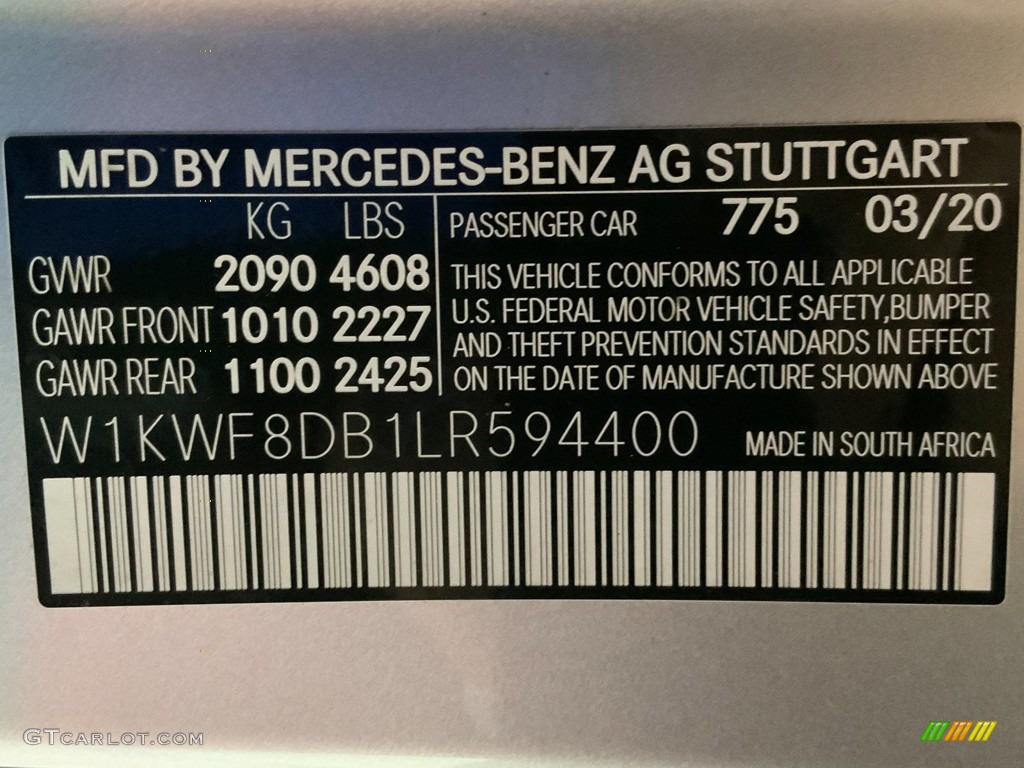 MFD BY MERCEDES-BENZ AG STUTTGART
KG LBS
GVWR 2090 4608
GAWR FRONT 1010 2227
GAWR REAR 1100 2425
PASSENGER CAR 775 03/20
THIS VEHICLE CONFORMS TO ALL APPLICABLE
U.S. FEDERAL MOTOR VEHICLE SAFETY,BUMPER
AND THEFT PREVENTION STANDARDS IN EFFECT
ON THE DATE OF MANUFACTURE SHOWN ABOVE
W1KWF8DB1LR594400
MADE IN SOUTH AFRICA
GTCARLOT.COM